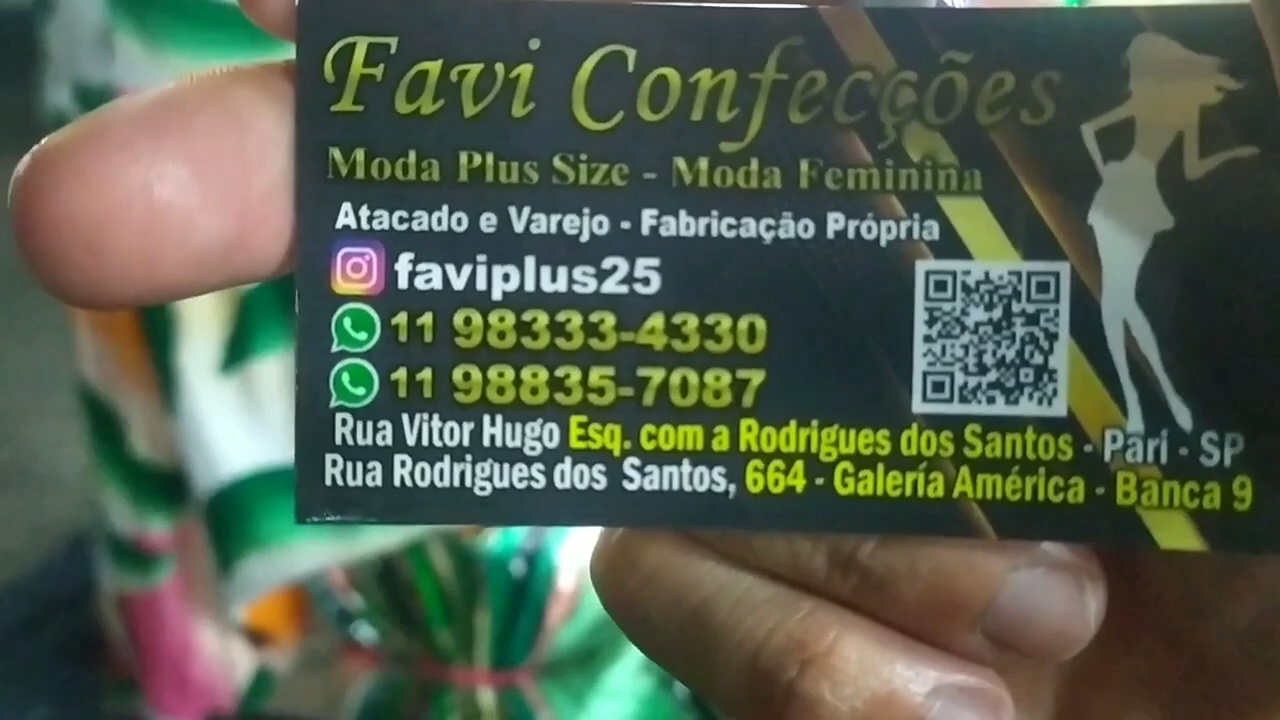 Favi Confecções
Moda Plus Size - Moda Feminina
Atacado e Varejo - Fabricação Própria
faviplus25
11 98333-4330
11 98835-7087
Rua Vitor Hugo Esq. com a Rodrigues dos Santos - Pari - SP
Rua Rodrigues dos Santos, 664 - Galería América - Banca 9